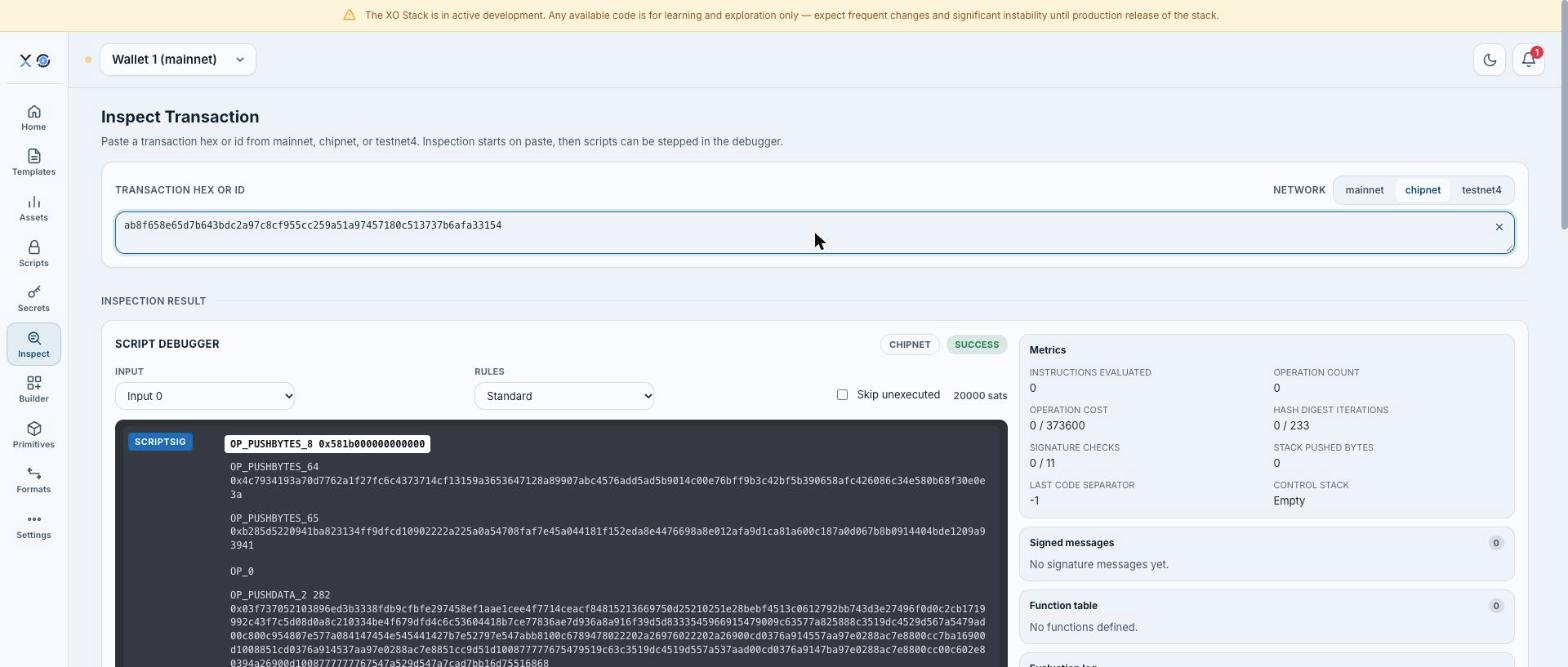 The XO Stack is in active development. Any available code is for learning and exploration only — expect frequent changes and significant instability until production release of the stack.
XO
Wallet 1 (mainnet)
1
Home
Templates
Assets
Scripts
Secrets
Inspect
Builder
Primitives
Formats
Settings
Inspect Transaction
Paste a transaction hex or id from mainnet, chipnet, or testnet4. Inspection starts on paste, then scripts can be stepped in the debugger.
TRANSACTION HEX OR ID
NETWORK mainnet chipnet testnet4
ab8f658e65d7b643bdc2a97c8cf955cc259a51a97457180c513737b6afa33154
INSPECTION RESULT
SCRIPT DEBUGGER
CHIPNET SUCCESS
INPUT
Input 0
RULES
Standard
Skip unexecuted 20000 sats
SCRIPTSIG
OP_PUSHBYTES_8 0x581b000000000000
OP_PUSHBYTES_64
0x4c7934193a70d7762a1f27fc6c4373714cf13159a3653647128a89907abc4576add5ad5b9014c00e76bff9b3c42bf5b390658afc426086c34e580b68f30e0e
3a
OP_PUSHBYTES_65
0xb285d5220941ba823134ff9dfcd10902222a225a0a54708faf7e45a044181f152eda8e4476698a8e012afa9d1ca81a600c187a0d067b8b0914404bde1209a9
3941
OP_0
OP_PUSHDATA_2 282
0x03f737052103896ed3b3338fdb9cfbfe297458ef1aae1cee4f7714ceacf84815213669750d25210251e28bebf4513c0612792bb743d3e27496f0d0c2cb1719
992c43f7c5d08d0a8c210334be4f679dfd4c6c53604418b7ce77836ae7d936a8a916f39d5d8333545966915479009c63577a825888c3519dc4529d567a5479ad
00c800c954807e577a084147454e545441427b7e52797e547abb8100c6789478022202a26976022202a26900cd0376a914557aa97e0288ac7e8800cc7ba16900
d1008851cd0376a914537aa97e0288ac7e8851cc9d51d100877777675479519c63c3519dc4519d557a537aad00cd0376a9147ba97e0288ac7e8800cc00c602e8
0394a26900d1008777777767547a529d547a7cad7bb16d75516868
Metrics
INSTRUCTIONS EVALUATED
0
OPERATION COUNT
0
OPERATION COST
0 / 373600
HASH DIGEST ITERATIONS
0 / 233
SIGNATURE CHECKS
0 / 11
STACK PUSHED BYTES
0
LAST CODE SEPARATOR
-1
CONTROL STACK
Empty
Signed messages 0
No signature messages yet.
Function table 0
No functions defined.